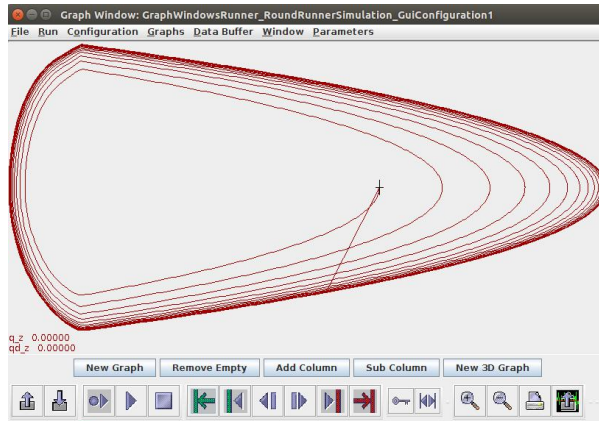 Graph Window: GraphWindowsRunner_RoundRunnerSimulation_GuiConfiguration1
File Run Configuration Graphs Data Buffer Window Parameters
q_z 0.00000
qd_z 0.00000
New Graph Remove Empty Add Column Sub Column New 3D Graph